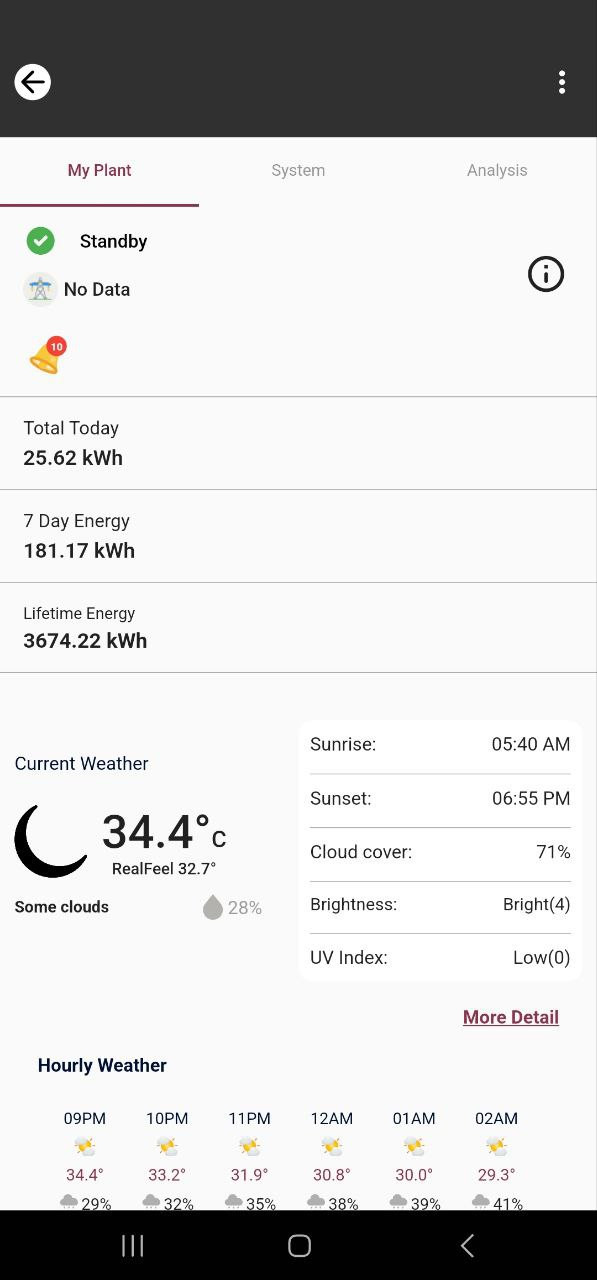 My Plant System Analysis
Standby
No Data
10
Total Today
25.62 kWh
7 Day Energy
181.17 kWh
Lifetime Energy
3674.22 kWh
Current Weather
34.4°c
RealFeel 32.7°
Some clouds 28%
Sunrise: 05:40 AM
Sunset: 06:55 PM
Cloud cover: 71%
Brightness: Bright(4)
UV Index: Low(0)
More Detail
Hourly Weather
09PM 10PM 11PM 12AM 01AM 02AM
34.4° 33.2° 31.9° 30.8° 30.0° 29.3°
29% 32% 35% 38% 39% 41%